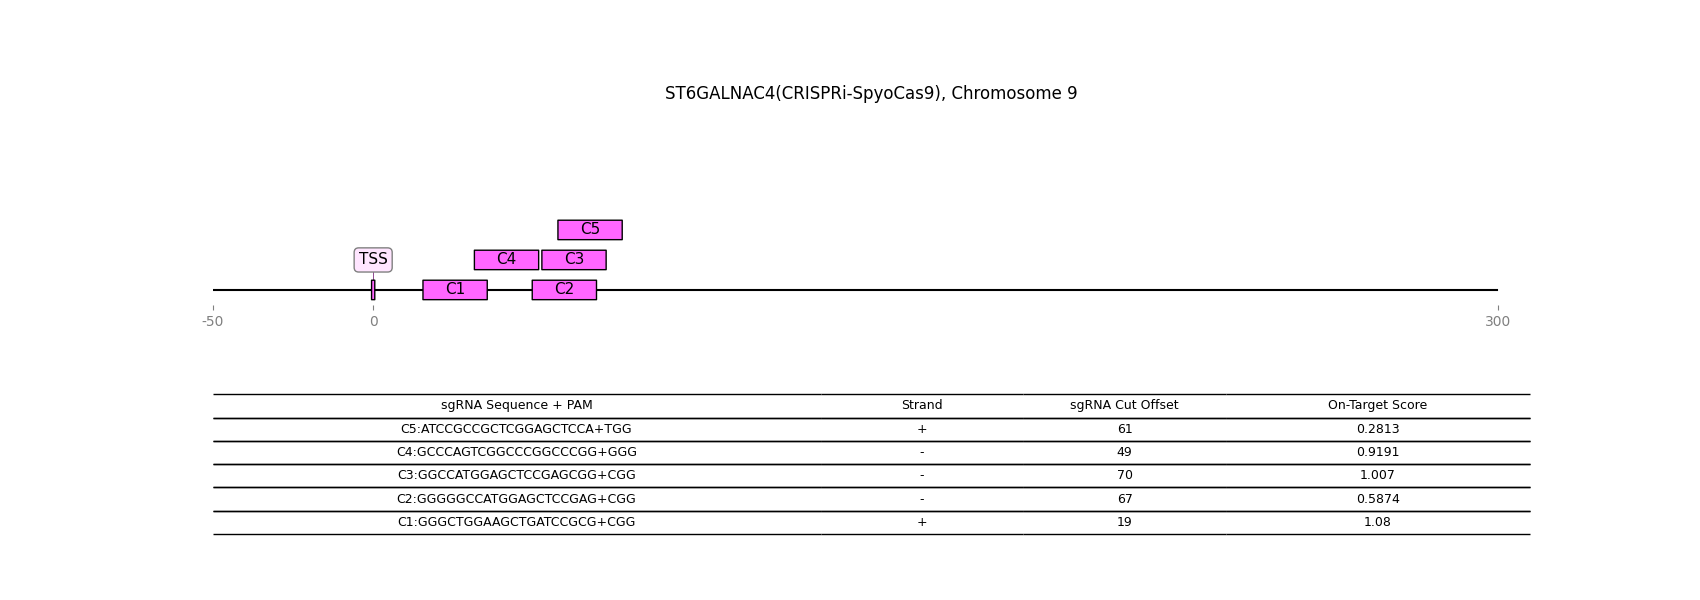 ST6GALNAC4(CRISPRi-SpyoCas9), Chromosome 9
C5
TSS C4 C3
C1 C2
-50 0 300
sgRNA Sequence + PAM Strand sgRNA Cut Offset On-Target Score
C5:ATCCGCCGCTCGGAGCTCCA+TGG + 61 0.2813
C4:GCCCAGTCGGCCCGGCCCGG+GGG - 49 0.9191
C3:GGCCATGGAGCTCCGAGCGG+CGG - 70 1.007
C2:GGGGGCCATGGAGCTCCGAG+CGG - 67 0.5874
C1:GGGCTGGAAGCTGATCCGCG+CGG + 19 1.08